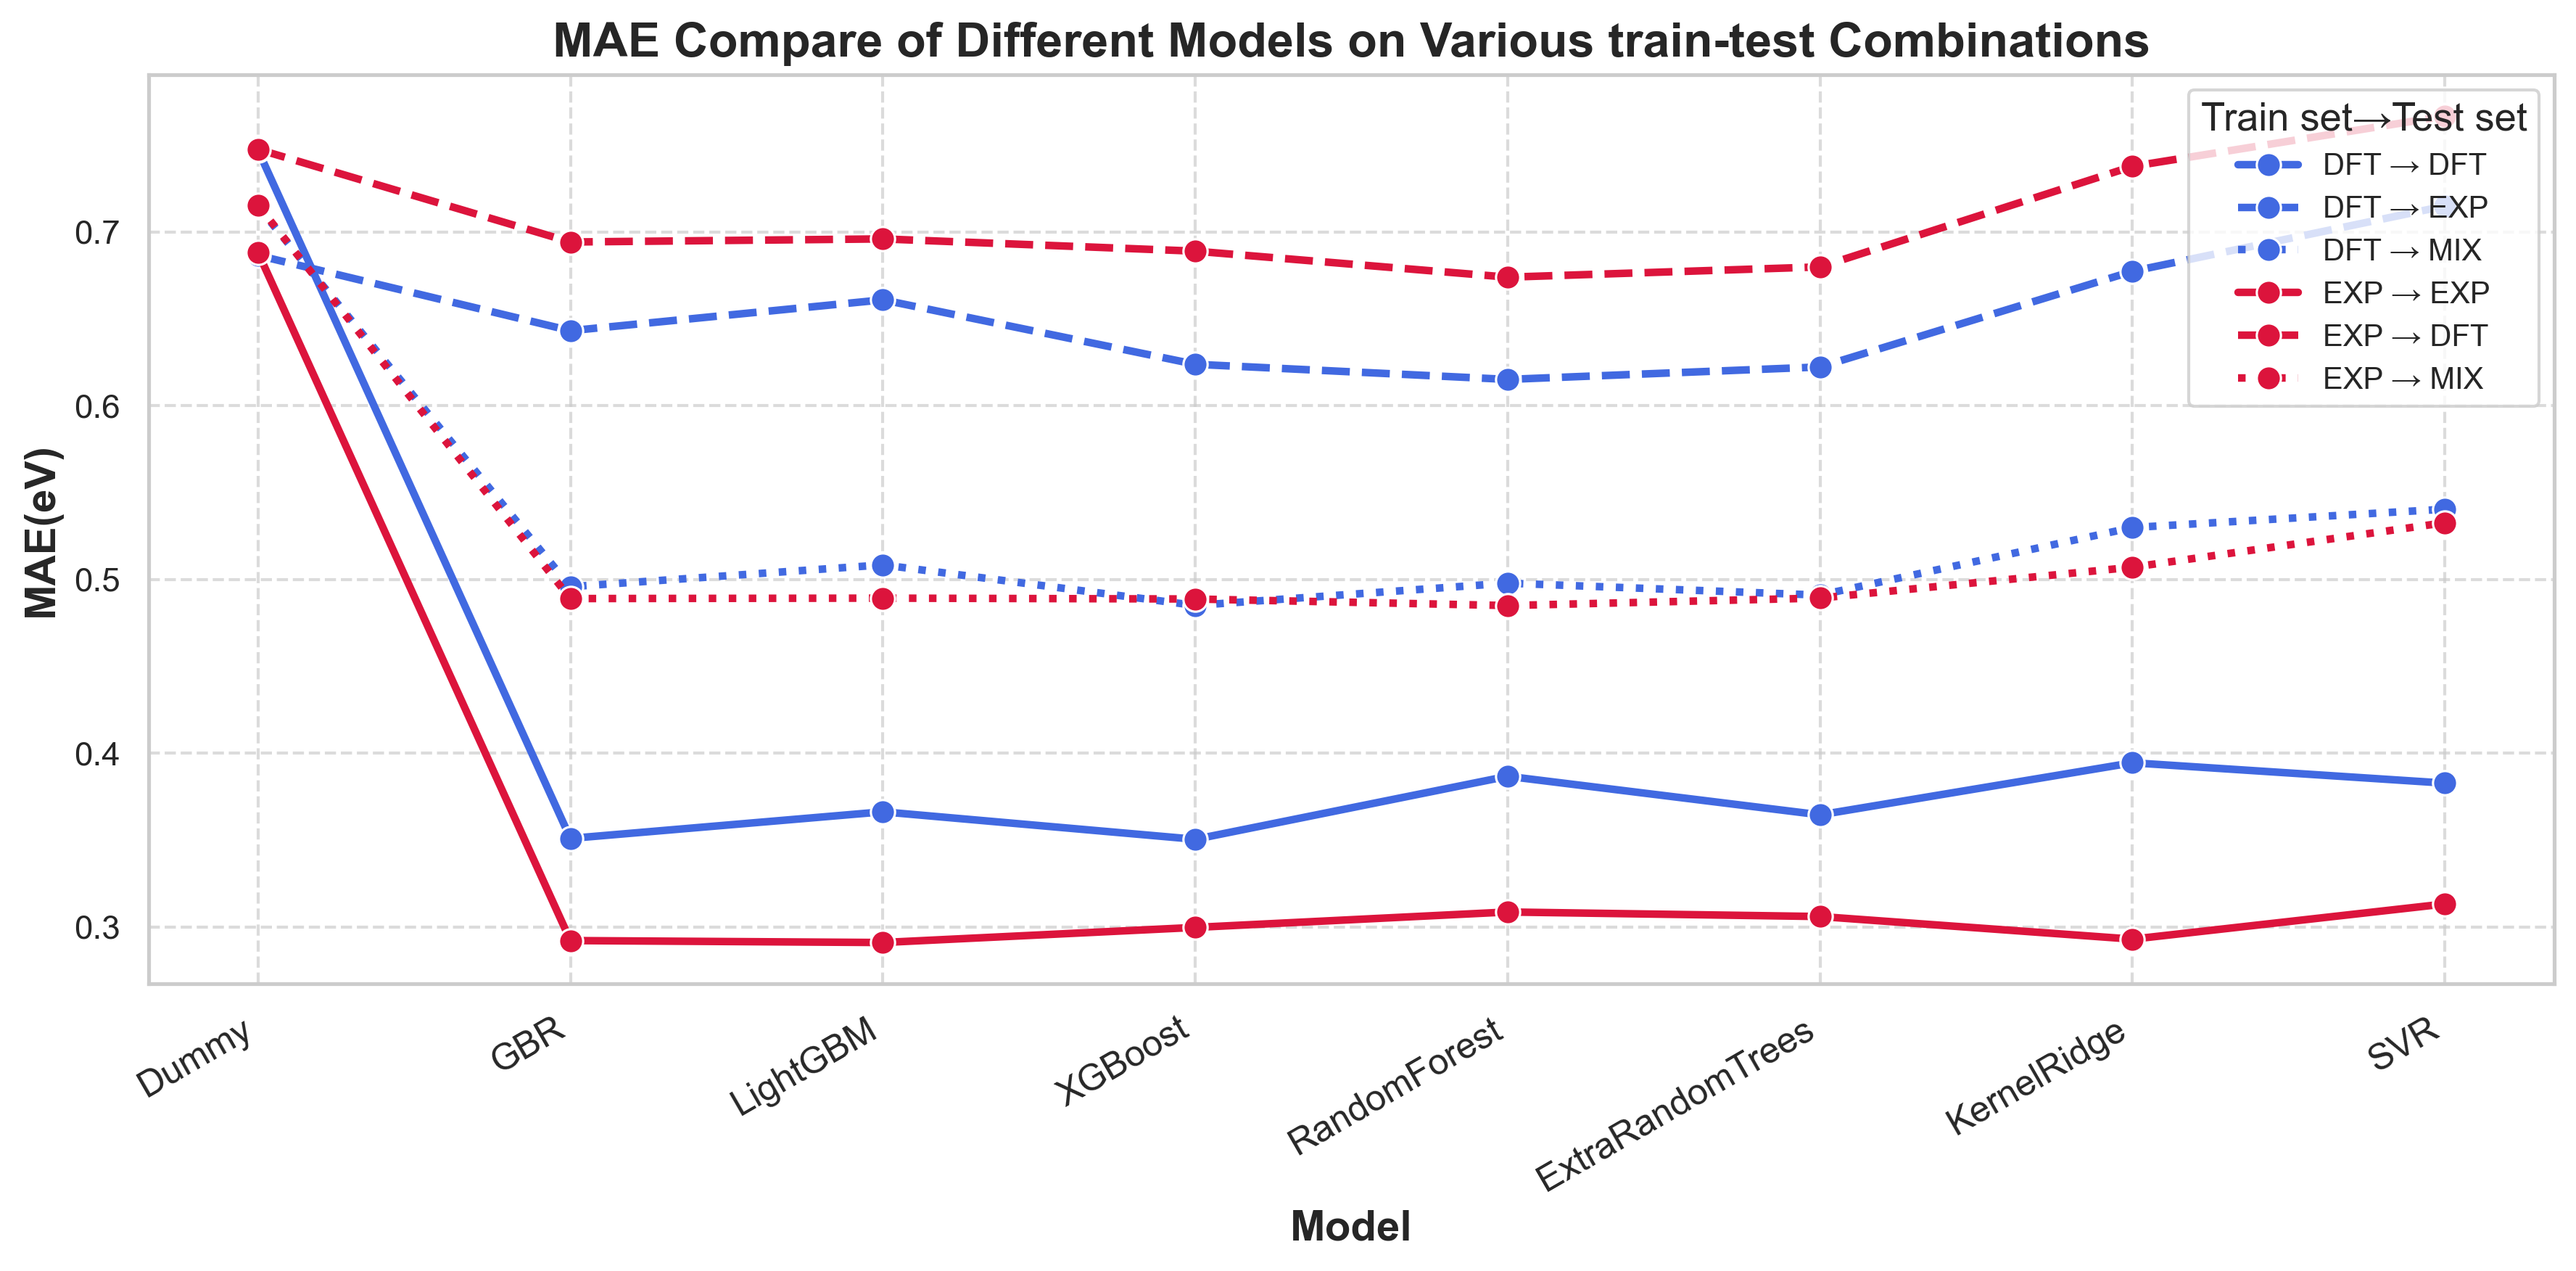 MAE Compare of Different Models on Various train-test Combinations
Train set→Test set
DFT → DFT
DFT → EXP
DFT → MIX
EXP → EXP
EXP → DFT
EXP → MIX
MAE(eV)
0.7
0.6
0.5
0.4
0.3
Dummy
GBR
LightGBM
XGBoost
RandomForest
ExtraRandomTrees
KernelRidge
SVR
Model